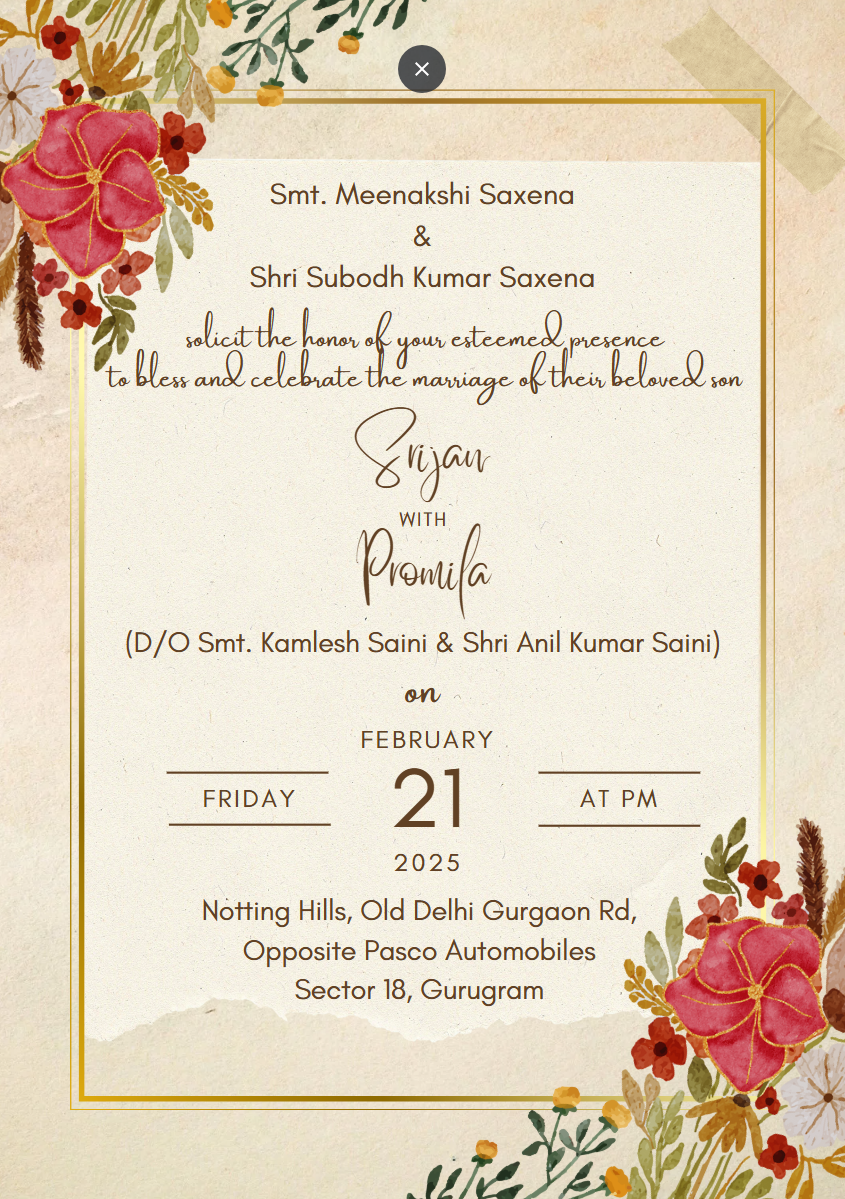 Smt. Meenakshi Saxena
&
Shri Subodh Kumar Saxena
solicit the honor of your esteemed presence
to bless and celebrate the marriage of their beloved son
Srijan
WITH
Promila
(D/O Smt. Kamlesh Saini & Shri Anil Kumar Saini)
on
FEBRUARY
FRIDAY
21
AT PM
2025
Notting Hills, Old Delhi Gurgaon Rd,
Opposite Pasco Automobiles
Sector 18, Gurugram